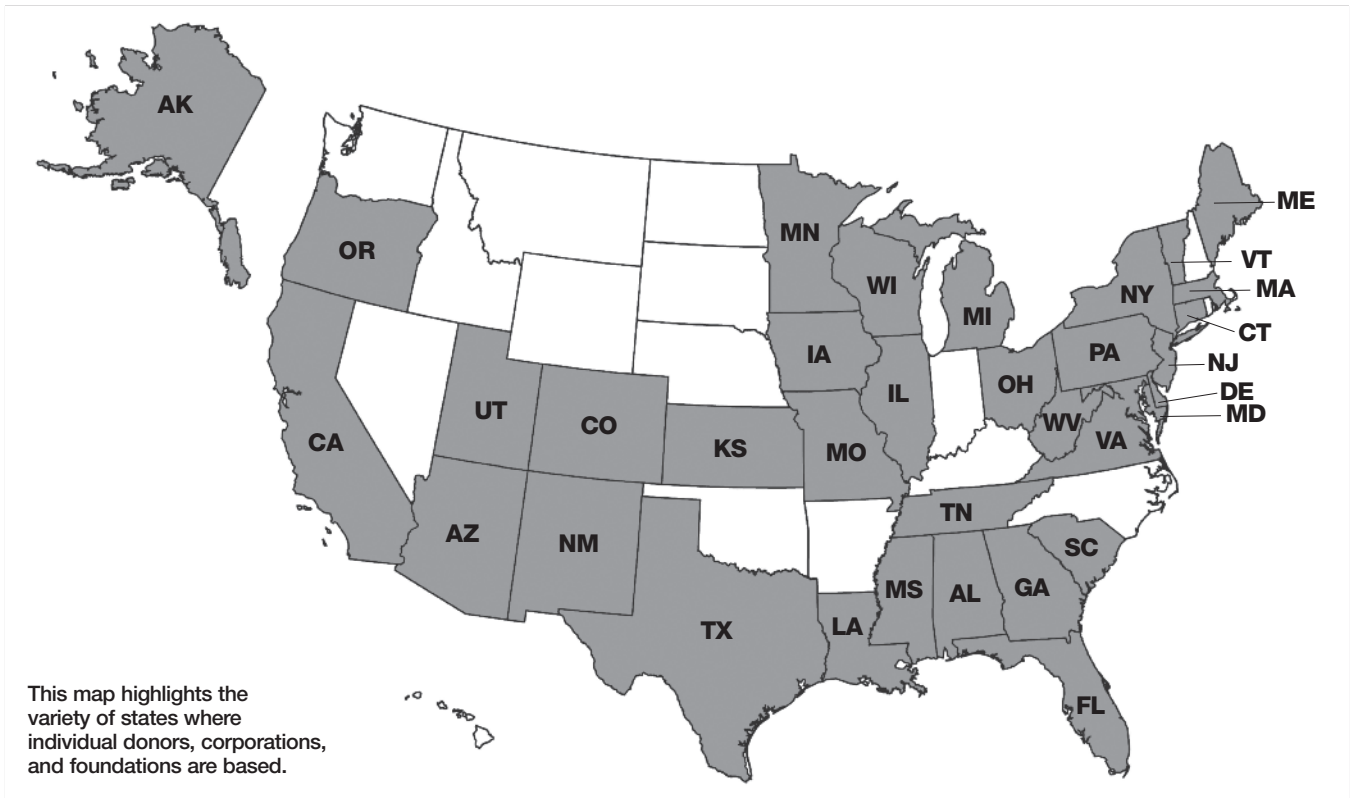 AK
ME
OR
MN
VT
WI
MA
NY
MI
CT
IA
PA
NJ
OH
DE
IL
UT
MD
CO
WV
CA
VA
KS
MO
TN
AZ
NM
SC
MS
AL
GA
LA
TX
FL
This map highlights the
variety of states where
individual donors, corporations,
and foundations are based.